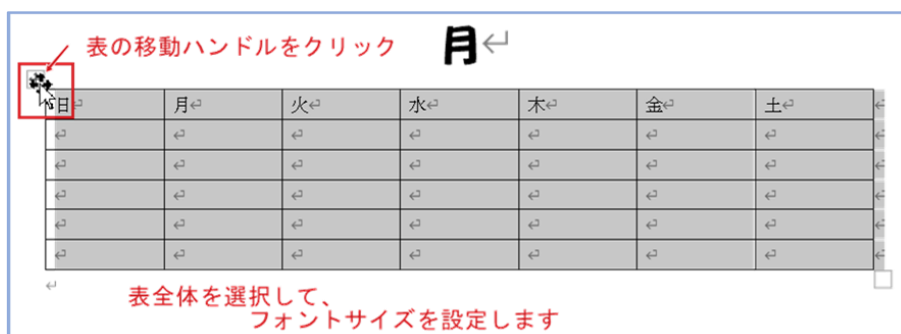 月
表の移動ハンドルをクリック
日 月 火 水 木 金 土
表全体を選択して、
フォントサイズを設定します